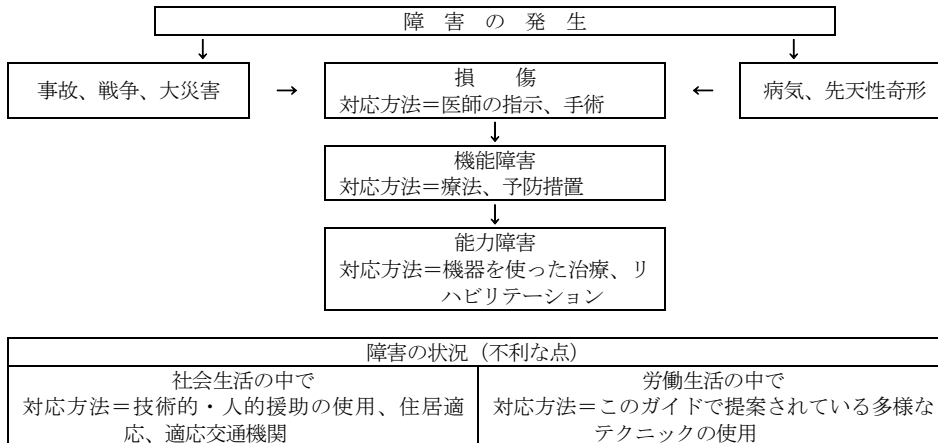 障　害　の　発　生
↓
↓
事故、戦争、大災害
→
損　　傷
対応方法＝医師の指示、手術
←
病気、先天性奇形
↓
機能障害
対応方法＝療法、予防措置
↓
能力障害
対応方法＝機器を使った治療、リ
ハビリテーション
障害の状況（不利な点）
社会生活の中で
対応方法＝技術的・人的援助の使用、住居適
応、適応交通機関
労働生活の中で
対応方法＝このガイドで提案されている多様な
テクニックの使用